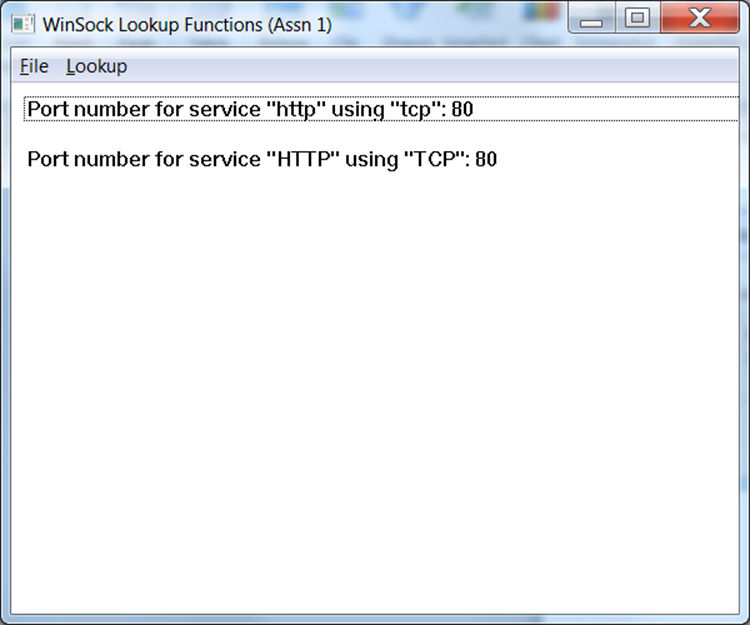 WinSock Lookup Functions (Assn 1)
File Lookup
Port number for service "http" using "tcp": 80
Port number for service "HTTP" using "TCP": 80